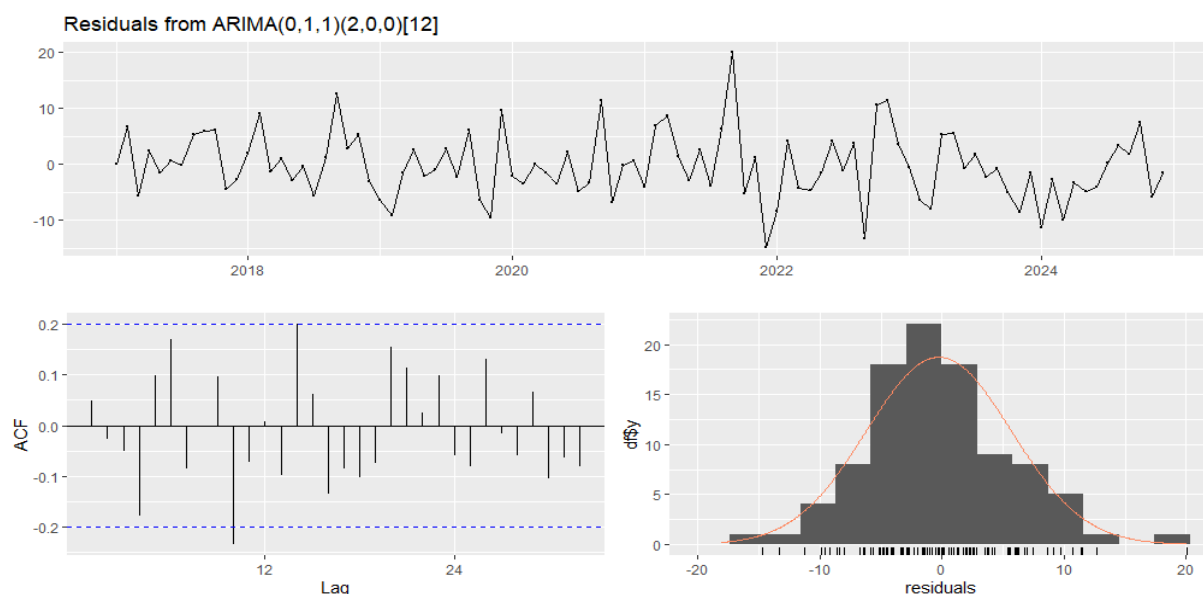 Residuals from ARIMA(0,1,1)(2,0,0)[12]
20
10
0
-10
2018 2020 2022 2024
0.2
0.1
0.0
-0.1
-0.2
ACF
12 24
Lag
20
15
10
5
0
df$y
-20 -10 0 10 20
residuals